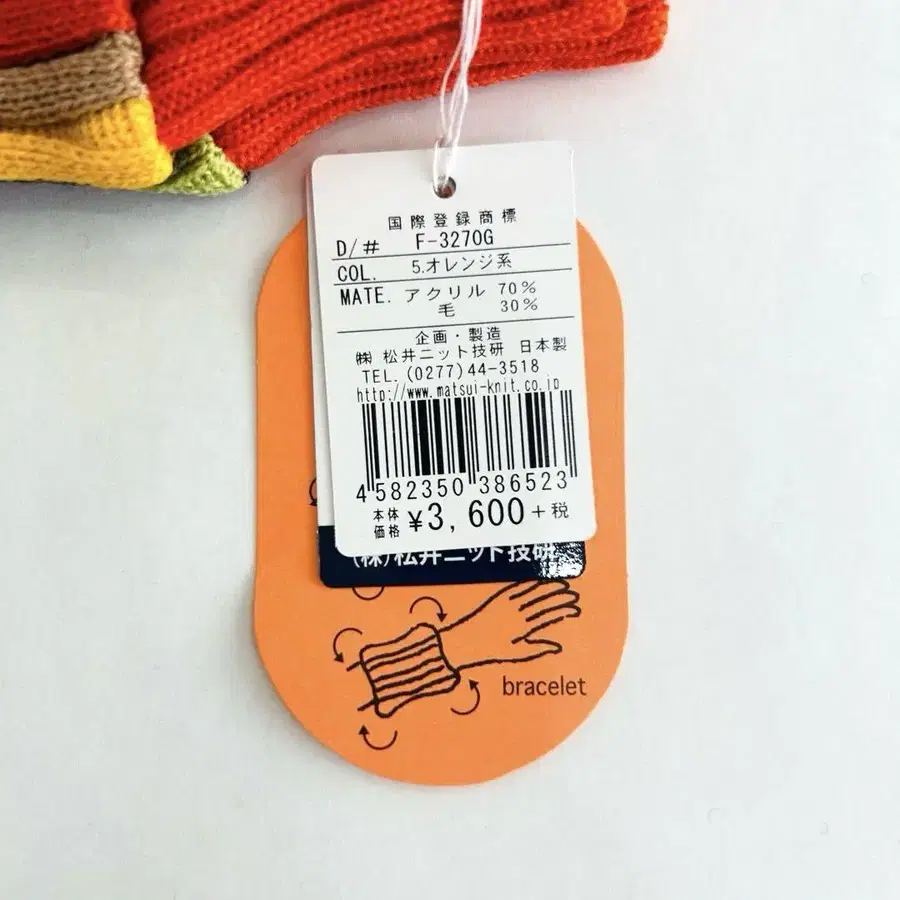 国際登録商標
D/# F-3270G
COL. 5.オレンジ系
MATE. アクリル 70%
毛 30%
企画・製造
㈱ 松井ニット技研 日本製
TEL. (0277)44-3518
http://www.matsui-knit.co.jp
4582350 386523
本体価格 ¥3,600+税
(株)松井ニット技研
bracelet